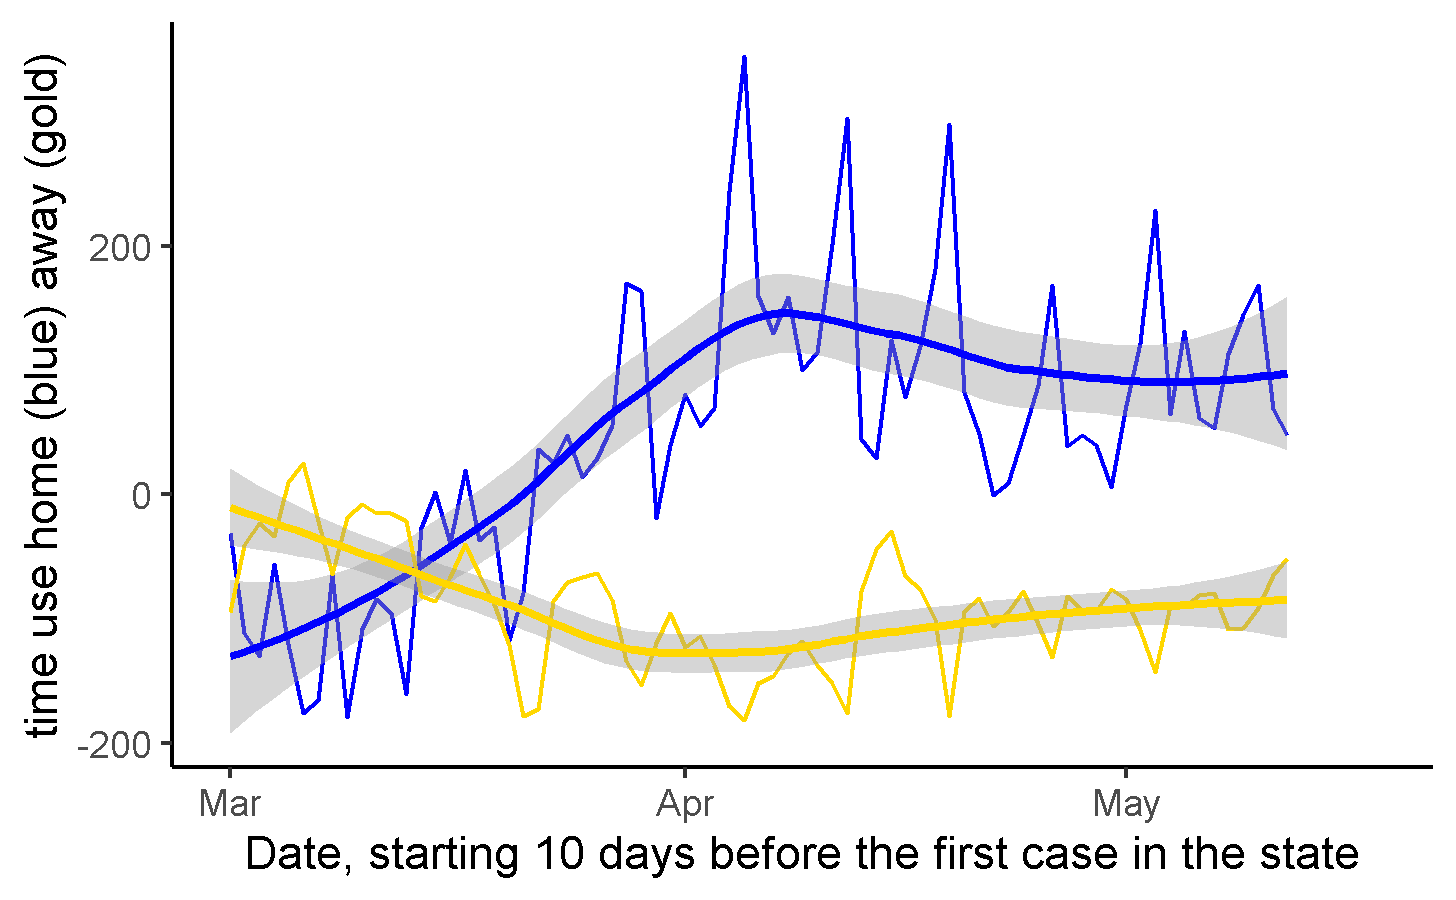 time use home (blue) away (gold)
200
0
-200
Mar
Apr
May
Date, starting 10 days before the first case in the state